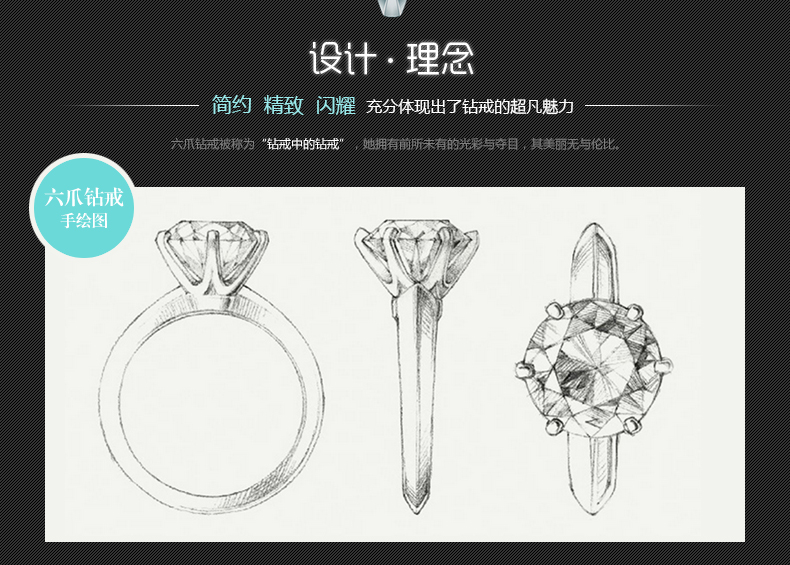 设计·理念
简约 精致 闪耀 充分体现出了钻戒的超凡魅力
六爪钻戒被称为“钻戒中的钻戒”，她拥有前所未有的光彩与夺目，其美丽无与伦比。
六爪钻戒
手绘图